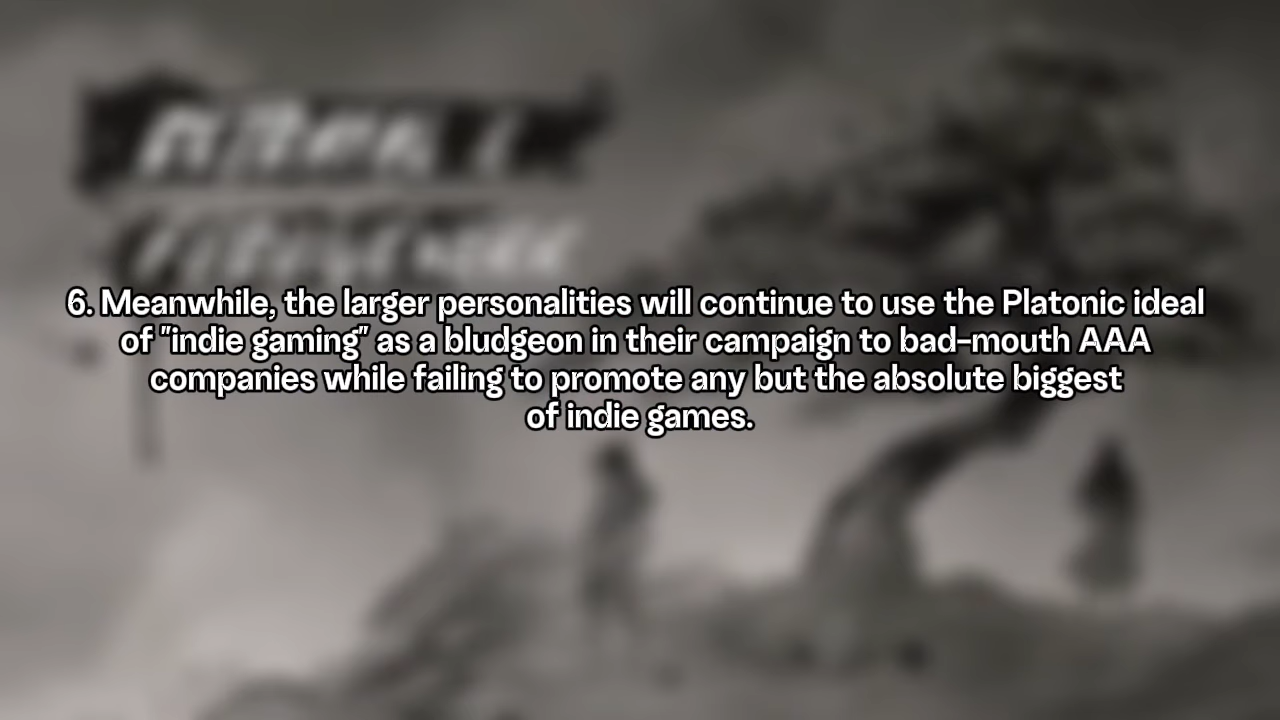 6. Meanwhile, the larger personalities will continue to use the Platonic ideal
of "indie gaming" as a bludgeon in their campaign to bad-mouth AAA
companies while failing to promote any but the absolute biggest
of indie games.